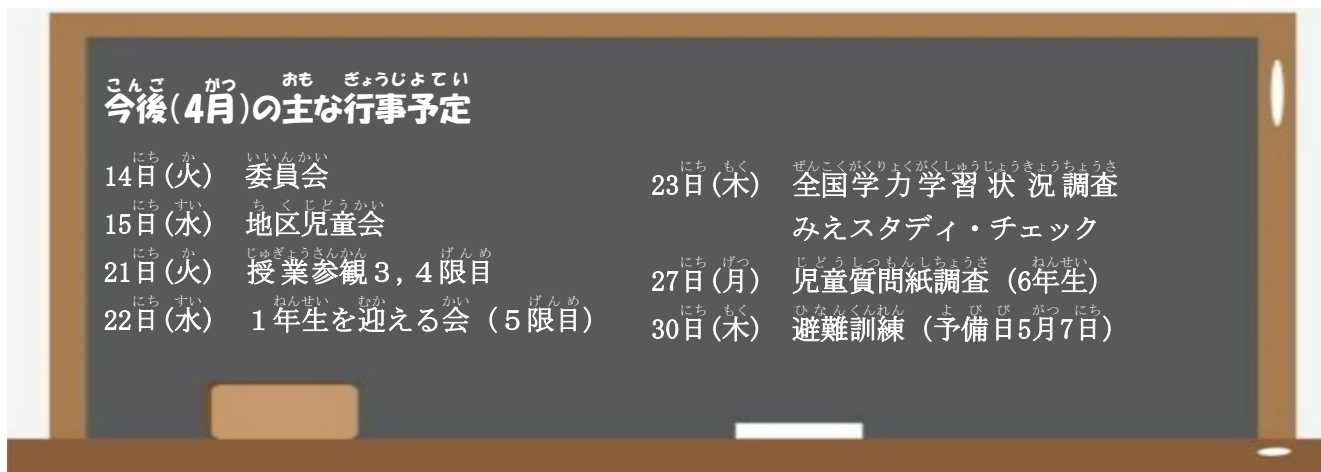 今後(4月)の主な行事予定
14日(火) 委員会
15日(水) 地区児童会
21日(火) 授業参観３,４限目
22日(水) １年生を迎える会（５限目）
23日(木) 全国学力学習状況調査
みえスタディ・チェック
27日(月) 児童質問紙調査（6年生）
30日(木) 避難訓練（予備日5月7日）